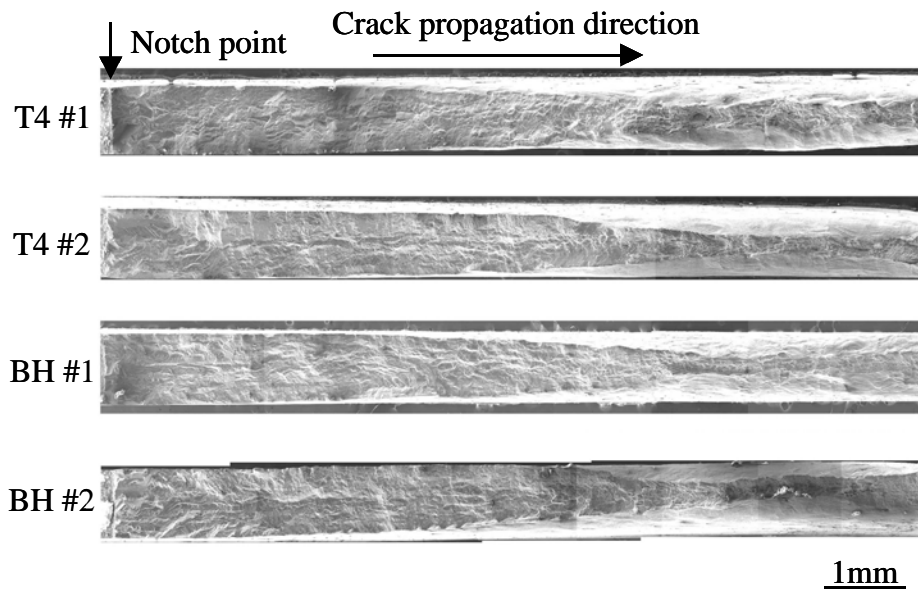 Notch point
Crack propagation direction
T4 #1
T4 #2
BH #1
BH #2
1mm